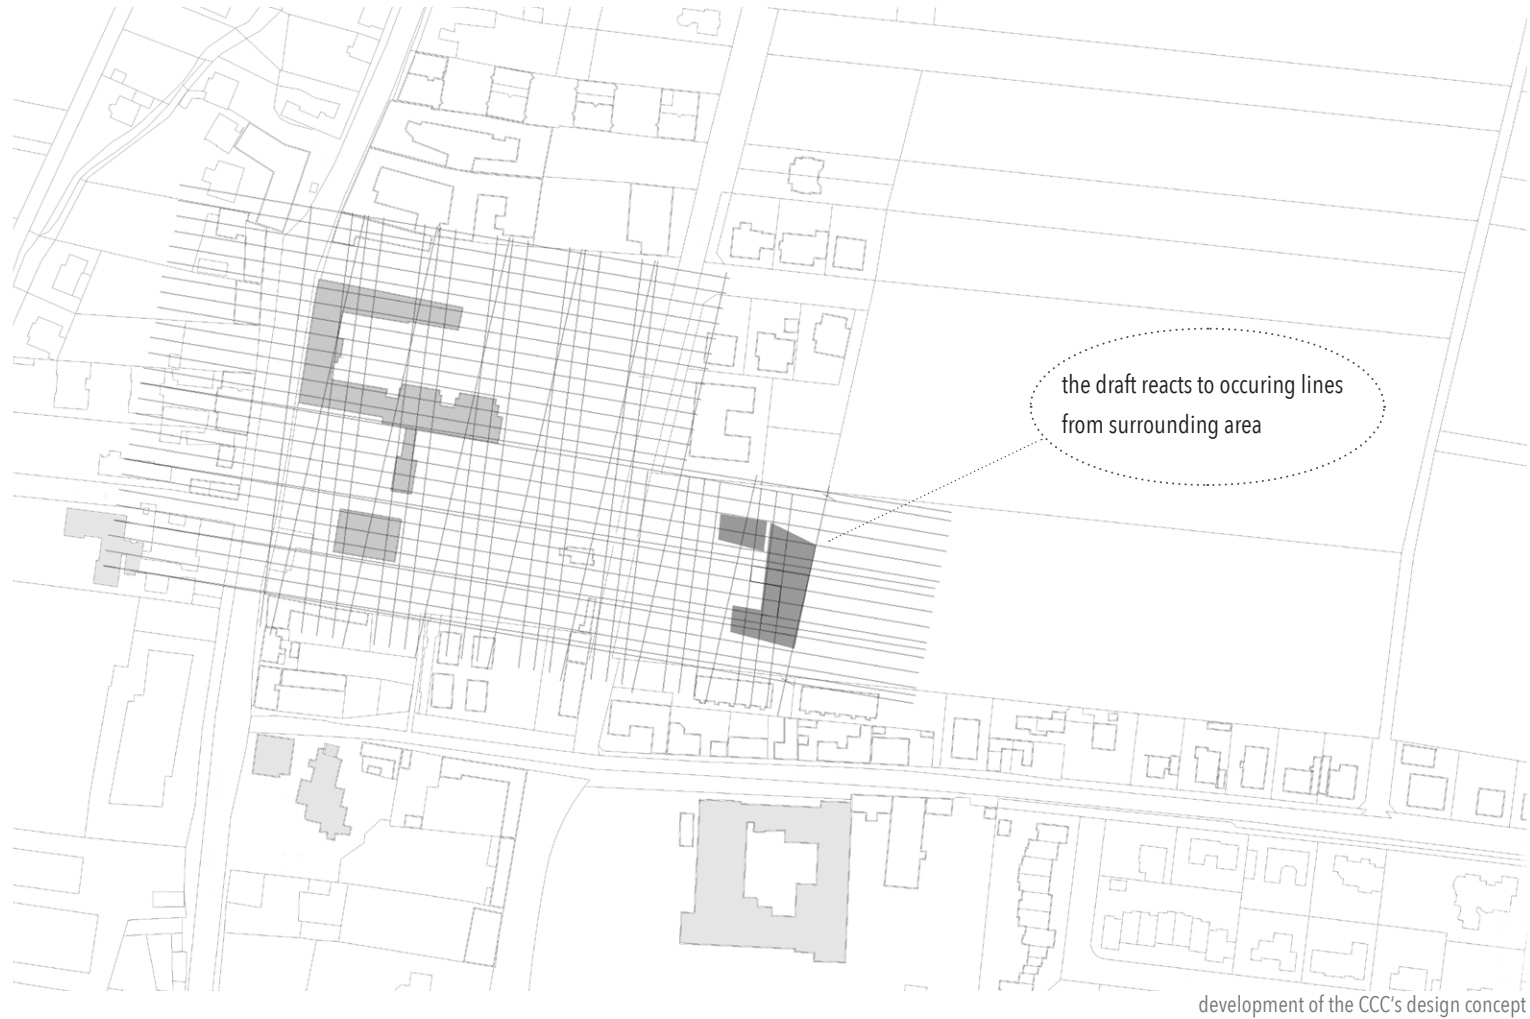 the draft reacts to occuring lines
from surrounding area
development of the CCC‘s design concept